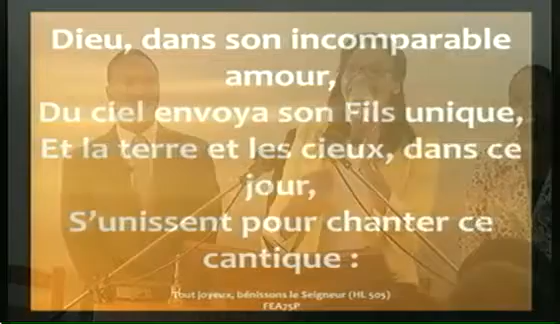 Dieu, dans son incomparable
amour,
Du ciel envoya son Fils unique,
Et la terre et les cieux, dans ce
jour,
S'unissent pour chanter ce
cantique :
Tout joyeux, bénissons le Seigneur (HL 505)
FEA75P